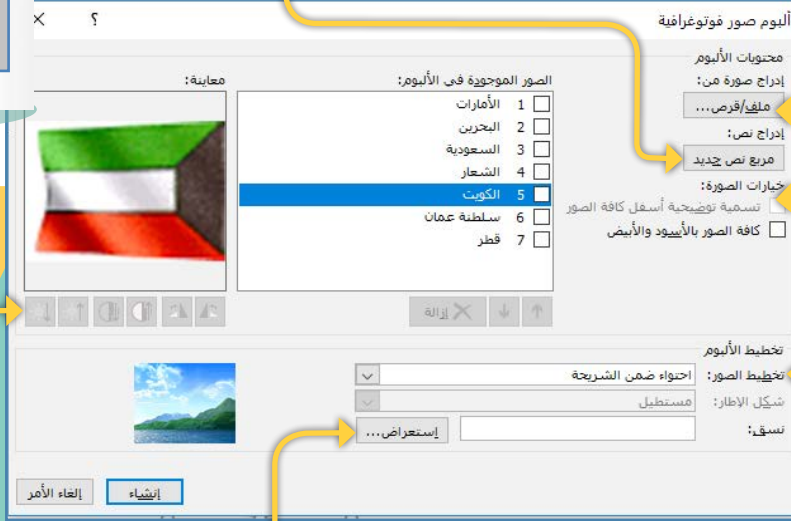 ألبوم صور فوتوغرافية
؟
محتويات الألبوم
إدراج صورة من:
ملف/قرص...
إدراج نص:
مربع نص جديد
خيارات الصورة:
تسمية توضيحية أسفل كافة الصور
كافة الصور بالأسود والأبيض
الصور الموجودة في الألبوم:
1 الأمارات
2 البحرين
3 السعودية
4 الشعار
5 الكويت
6 سلطنة عمان
7 قطر
إزالة
معاينة:
تخطيط الألبوم
تخطيط الصور: احتواء ضمن الشريحة
شكل الإطار: مستطيل
نسق: إستعراض...
إنشاء إلغاء الأمر